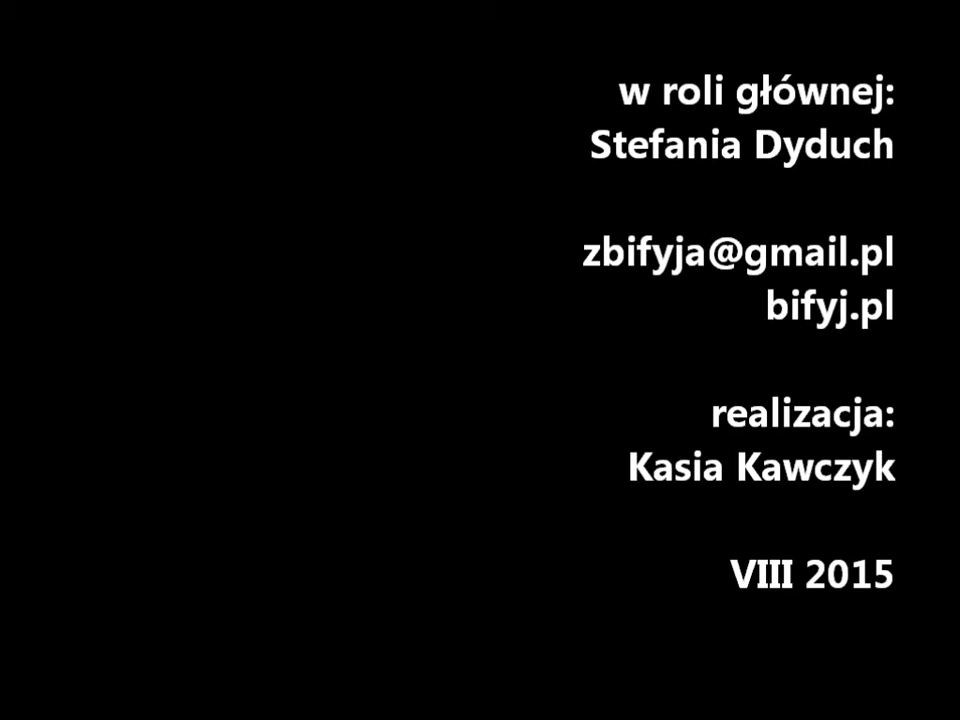 w roli głównej:
Stefania Dyduch
zbifyja@gmail.pl
bifyj.pl
realizacja:
Kasia Kawczyk
VIII 2015